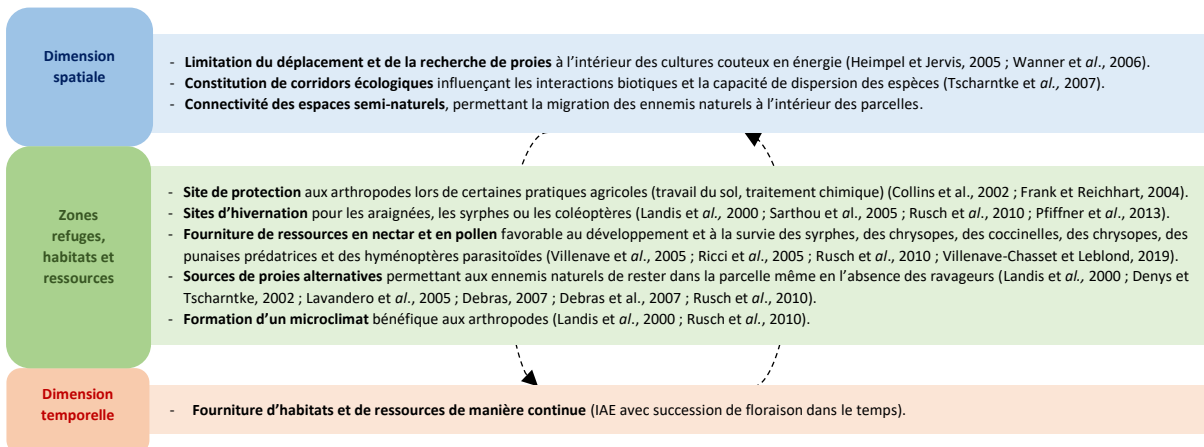 Dimension
spatiale
- Limitation du déplacement et de la recherche de proies à l'intérieur des cultures couteux en énergie (Heimpel et Jervis, 2005 ; Wanner et al., 2006).
- Constitution de corridors écologiques influençant les interactions biotiques et la capacité de dispersion des espèces (Tscharntke et al., 2007).
- Connectivité des espaces semi-naturels, permettant la migration des ennemis naturels à l'intérieur des parcelles.
Zones
refuges,
habitats et
ressources
- Site de protection aux arthropodes lors de certaines pratiques agricoles (travail du sol, traitement chimique) (Collins et al., 2002 ; Frank et Reichhart, 2004).
- Sites d'hivernation pour les araignées, les syrphes ou les coléoptères (Landis et al., 2000 ; Sarthou et al., 2005 ; Rusch et al., 2010 ; Pfiffner et al., 2013).
- Fourniture de ressources en nectar et en pollen favorable au développement et à la survie des syrphes, des chrysopes, des coccinelles, des chrysopes, des
punaises prédatrices et des hyménoptères parasitoïdes (Villenave et al., 2005 ; Ricci et al., 2005 ; Rusch et al., 2010 ; Villenave-Chasset et Leblond, 2019).
- Sources de proies alternatives permettant aux ennemis naturels de rester dans la parcelle même en l'absence des ravageurs (Landis et al., 2000 ; Denys et
Tscharntke, 2002 ; Lavandero et al., 2005 ; Debras, 2007 ; Debras et al., 2007 ; Rusch et al., 2010).
- Formation d'un microclimat bénéfique aux arthropodes (Landis et al., 2000 ; Rusch et al., 2010).
Dimension
temporelle
- Fourniture d'habitats et de ressources de manière continue (IAE avec succession de floraison dans le temps).